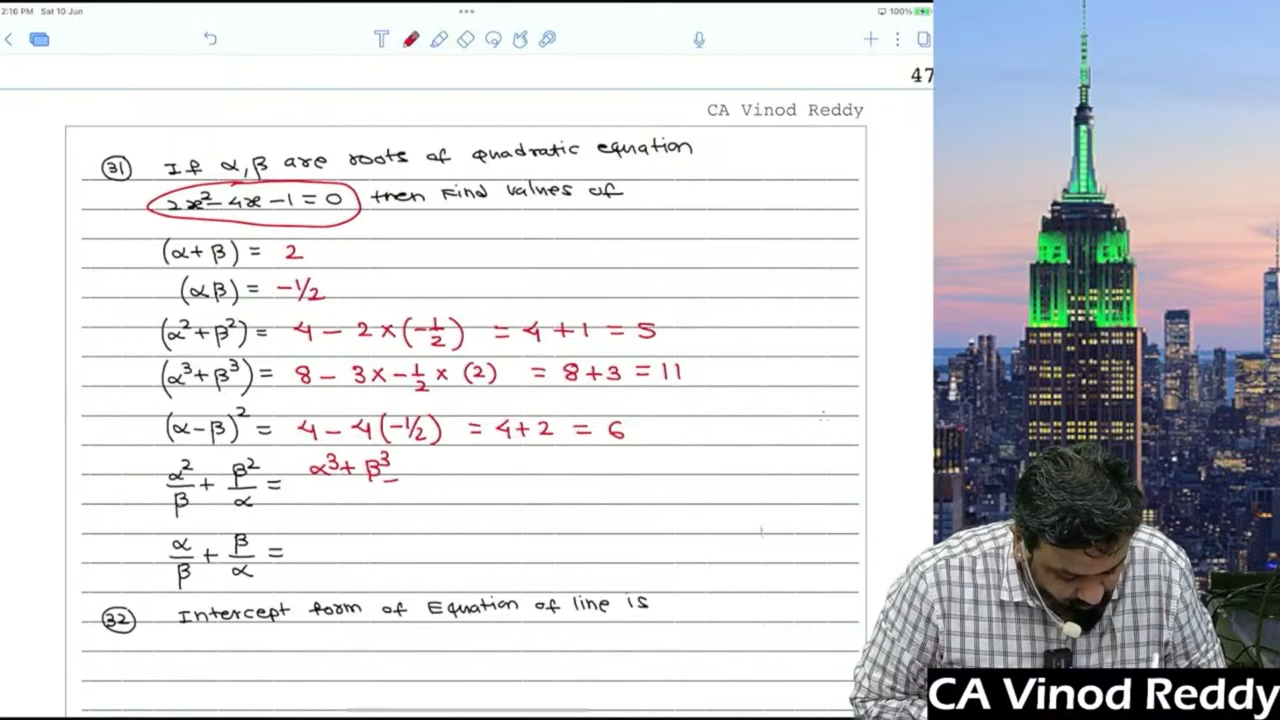 2:16 PM Sat 10 Jun
100%
T
47
CA Vinod Reddy
31 If α, β are roots of quadratic equation
2x² - 4x - 1 = 0 then Find values of
(α + β) = 2
(αβ) = -1/2
(α² + β²) = 4 - 2 × (-1/2) = 4 + 1 = 5
(α³ + β³) = 8 - 3 × -1/2 × (2) = 8 + 3 = 11
(α - β)² = 4 - 4(-1/2) = 4 + 2 = 6
α²/β + β²/α = α³ + β³
α/β + β/α =
32 Intercept form of Equation of line is
CA Vinod Reddy